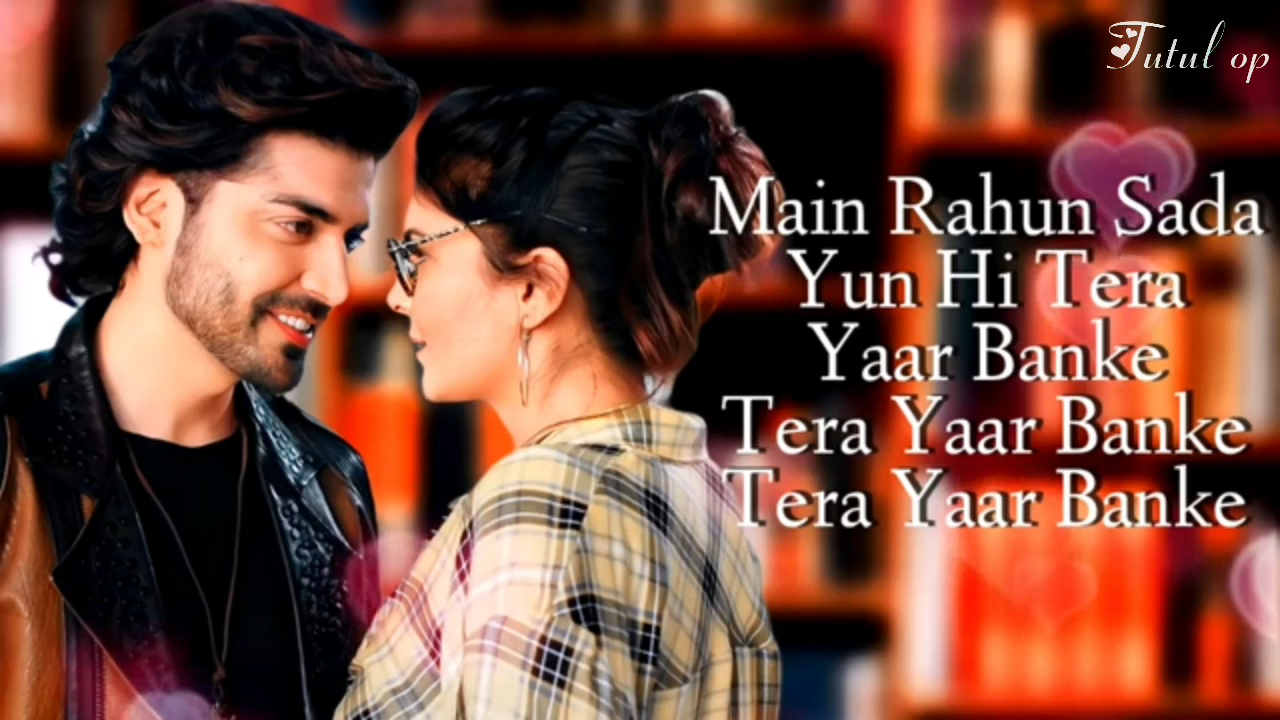 Tutul op
Main Rahun Sada
Yun Hi Tera
Yaar Banke
Tera Yaar Banke
Tera Yaar Banke